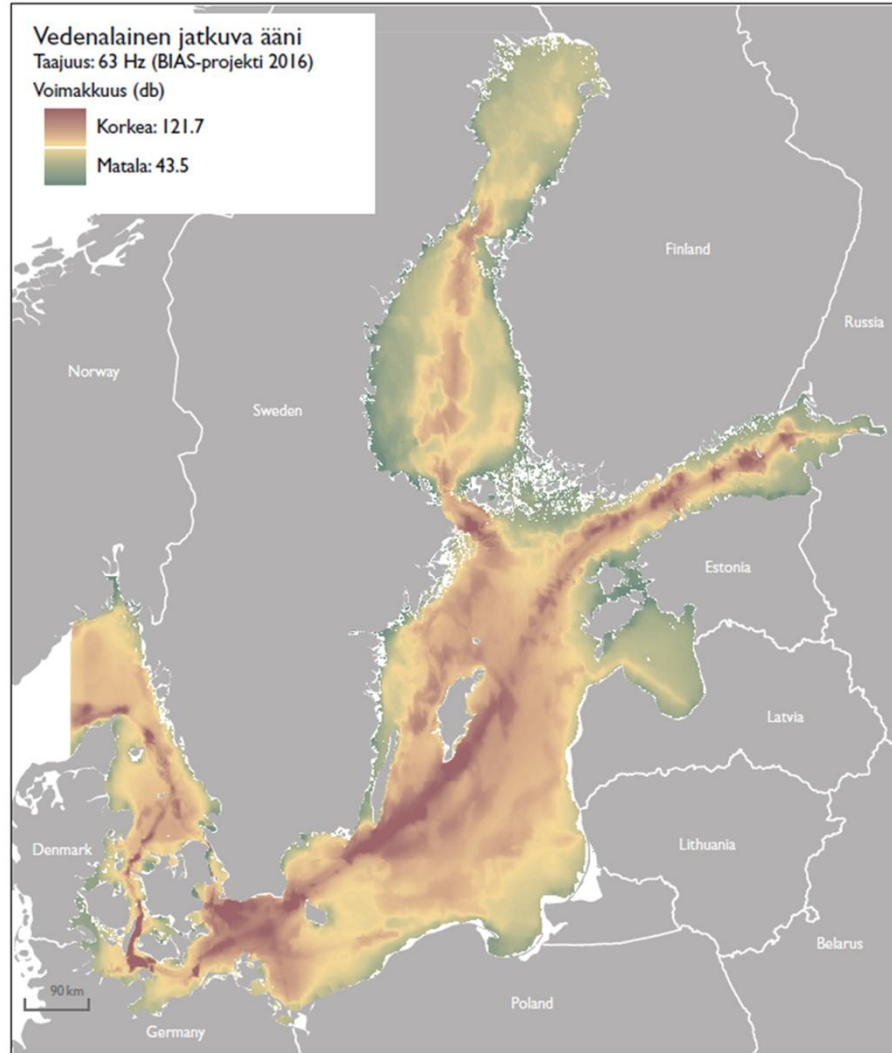 Vedenalainen jatkuva ääni
Taajuus: 63 Hz (BIAS-projekti 2016)
Voimakkuus (db)
Korkea: 121.7
Matala: 43.5
Finland
Russia
Norway
Sweden
Estonia
Latvia
Denmark
Lithuania
Belarus
90 km
Poland
Germany